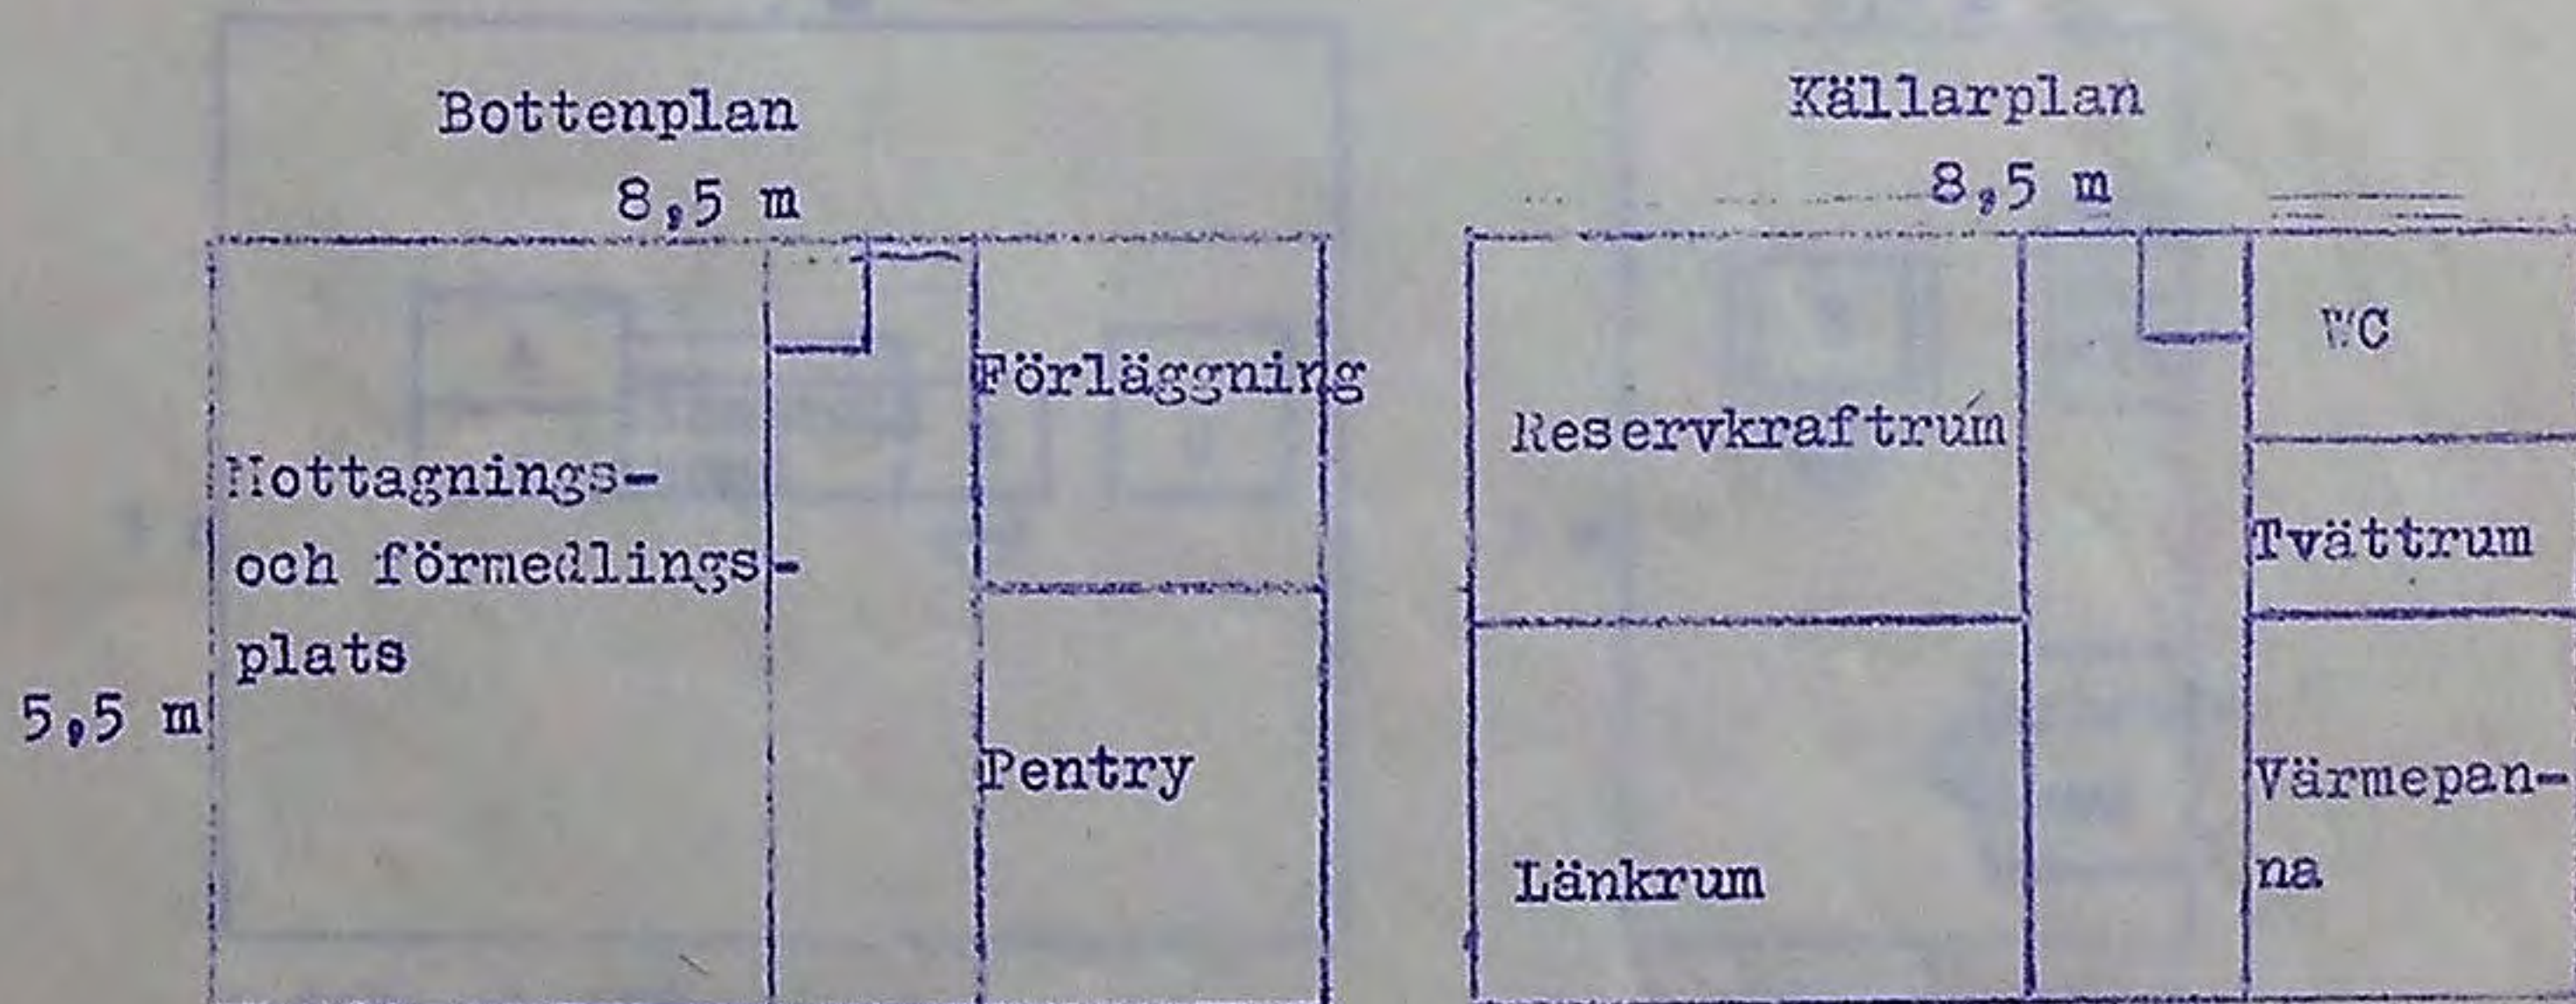 Bottenplan
8,5 m
Mottagnings-
och förmedlings-
plats
5,5 m
Förläggning
Pentry
Källarplan
8,5 m
Reservkraftrum
Länkrum
WC
Tvättrum
Värmepan-
na